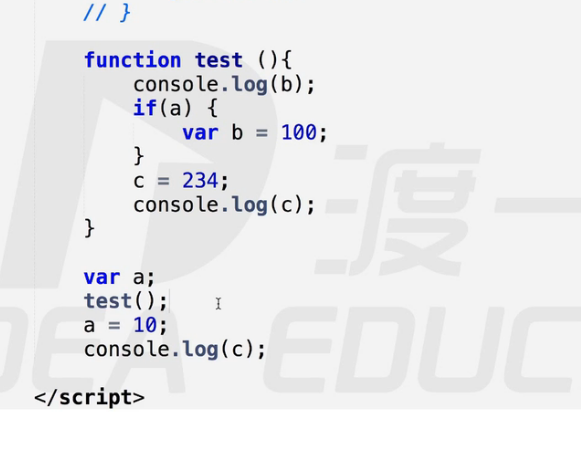 // }
function test (){
console.log(b);
if(a) {
var b = 100;
}
c = 234;
console.log(c);
}
var a;
test();
a = 10;
console.log(c);
</script>
渡一
EDUC